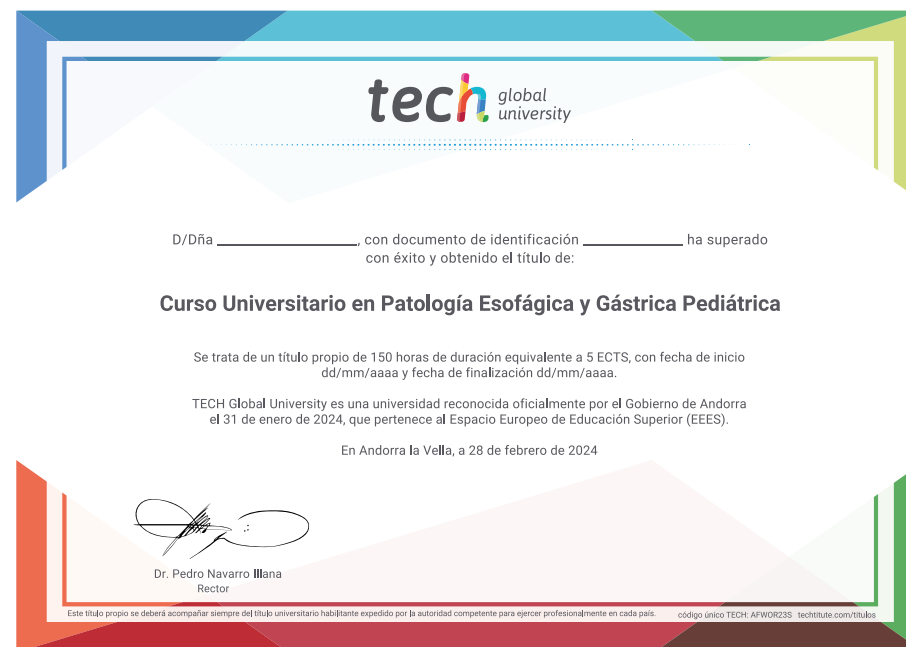 tech global university
D/Dña ____________________, con documento de identificación ______________ ha superado
con éxito y obtenido el título de:
Curso Universitario en Patología Esofágica y Gástrica Pediátrica
Se trata de un título propio de 150 horas de duración equivalente a 5 ECTS, con fecha de inicio
dd/mm/aaaa y fecha de finalización dd/mm/aaaa.
TECH Global University es una universidad reconocida oficialmente por el Gobierno de Andorra
el 31 de enero de 2024, que pertenece al Espacio Europeo de Educación Superior (EEES).
En Andorra la Vella, a 28 de febrero de 2024
Dr. Pedro Navarro Illana
Rector
Este título propio se deberá acompañar siempre del título universitario habilitante expedido por la autoridad competente para ejercer profesionalmente en cada país. código único TECH: AFWOR23S techtitute.com/titulos